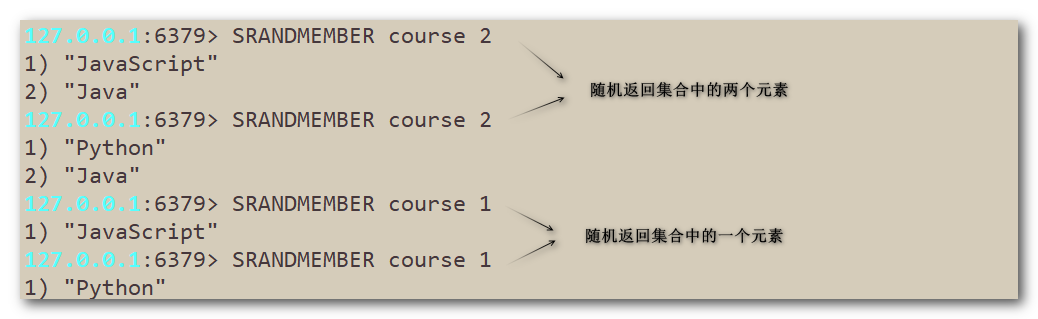 127.0.0.1:6379> SRANDMEMBER course 2
1) "JavaScript"
2) "Java"
随机返回集合中的两个元素
127.0.0.1:6379> SRANDMEMBER course 2
1) "Python"
2) "Java"
127.0.0.1:6379> SRANDMEMBER course 1
1) "JavaScript"
随机返回集合中的一个元素
127.0.0.1:6379> SRANDMEMBER course 1
1) "Python"